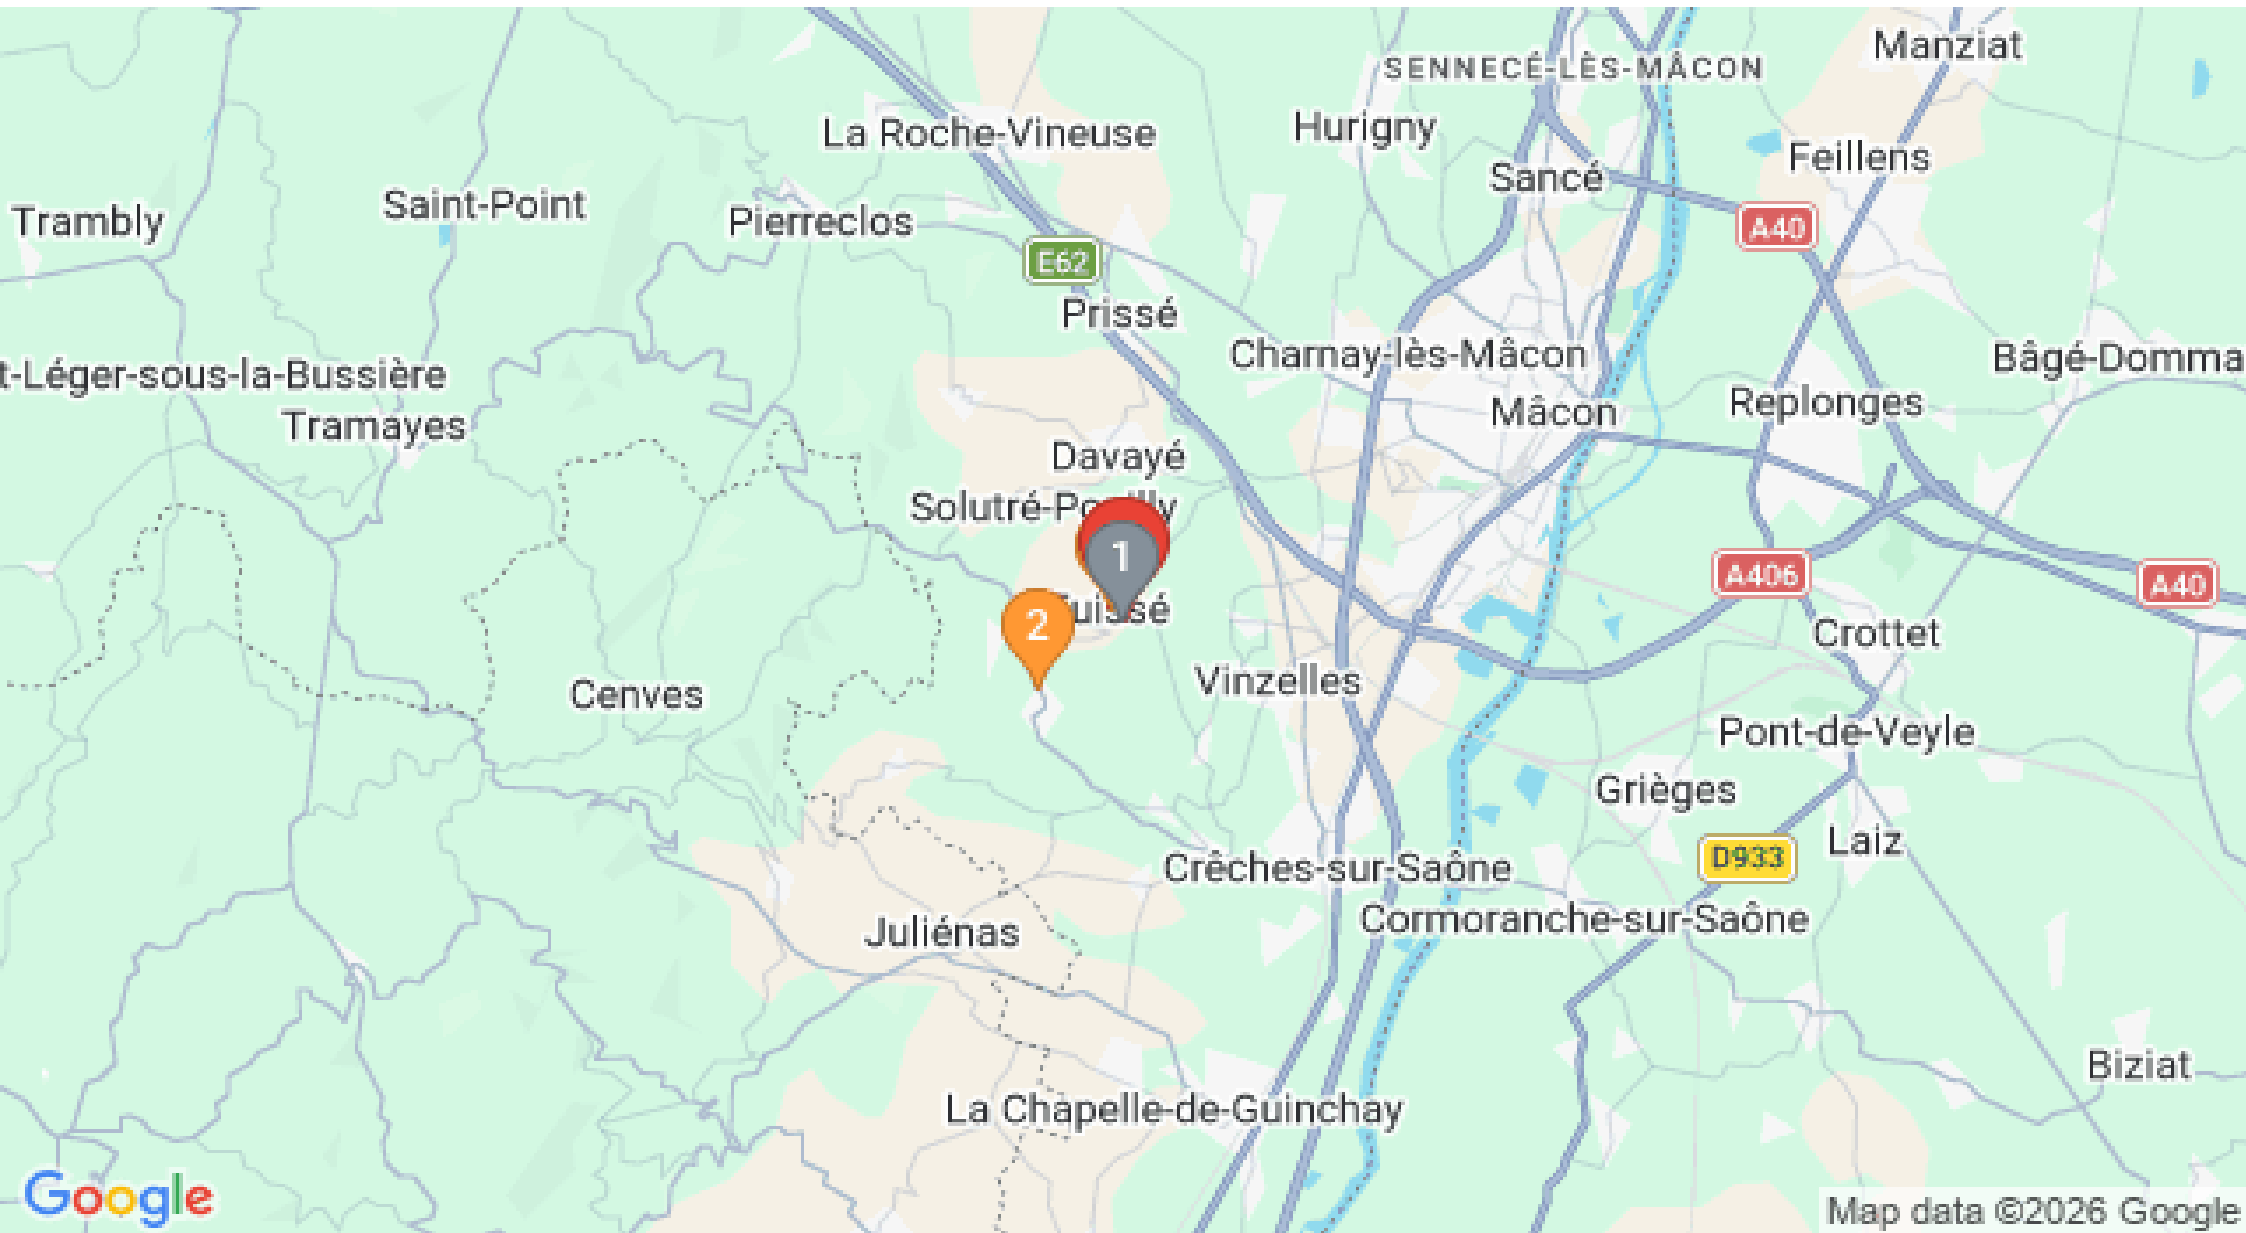 Manziat
SENNECÉ-LÈS-MÂCON
La Roche-Vineuse
Hurigny
Feillens
Sancé
Saint-Point
Trambly
Pierreclos
A40
E62
Prissé
Charnay-lès-Mâcon
Bâgé-Domma
t-Léger-sous-la-Bussière
Replonges
Mâcon
Tramayes
Davayé
Solutré-Po
1
A406
A40
2
Crottet
Vinzelles
Cenves
Pont-de-Veyle
Grièges
Laiz
D933
Crêches-sur-Saône
Cormoranche-sur-Saône
Juliénas
Biziat
La Chapelle-de-Guinchay
Google
Map data ©2026 Google